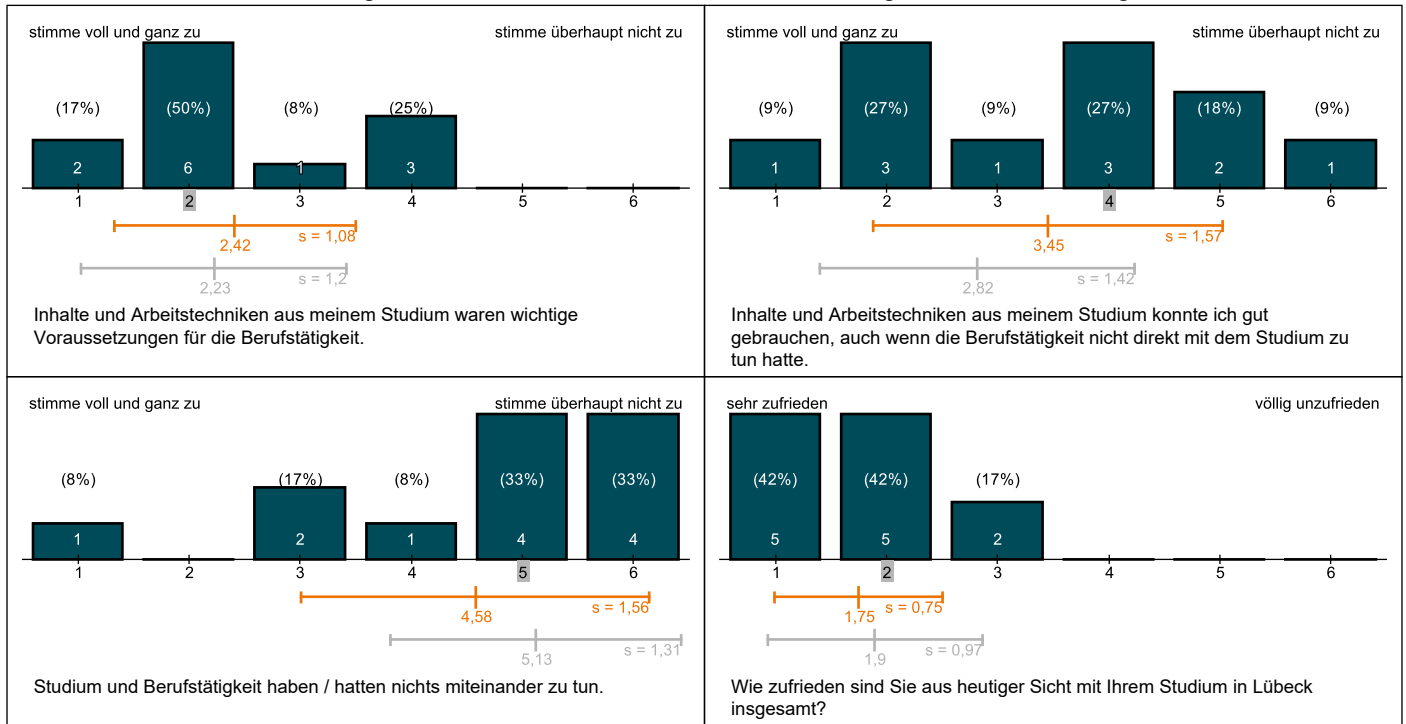 stimme voll und ganz zu
stimme überhaupt nicht zu
(17%)
(50%)
(8%)
(25%)
2
6
1
3
1
2
3
4
5
6
s = 1,08
2,42
s = 1,2
2,23
Inhalte und Arbeitstechniken aus meinem Studium waren wichtige
Voraussetzungen für die Berufstätigkeit.
stimme voll und ganz zu
stimme überhaupt nicht zu
(9%)
(27%)
(9%)
(27%)
(18%)
(9%)
1
3
1
3
2
1
1
2
3
4
5
6
s = 1,57
3,45
s = 1,42
2,82
Inhalte und Arbeitstechniken aus meinem Studium konnte ich gut
gebrauchen, auch wenn die Berufstätigkeit nicht direkt mit dem Studium zu
tun hatte.
stimme voll und ganz zu
stimme überhaupt nicht zu
(8%)
(17%)
(8%)
(33%)
(33%)
1
2
1
4
4
1
2
3
4
5
6
s = 1,56
4,58
s = 1,31
5,13
Studium und Berufstätigkeit haben / hatten nichts miteinander zu tun.
sehr zufrieden
völlig unzufrieden
(42%)
(42%)
(17%)
5
5
2
1
2
3
4
5
6
s = 0,75
1,75
s = 0,97
1,9
Wie zufrieden sind Sie aus heutiger Sicht mit Ihrem Studium in Lübeck
insgesamt?